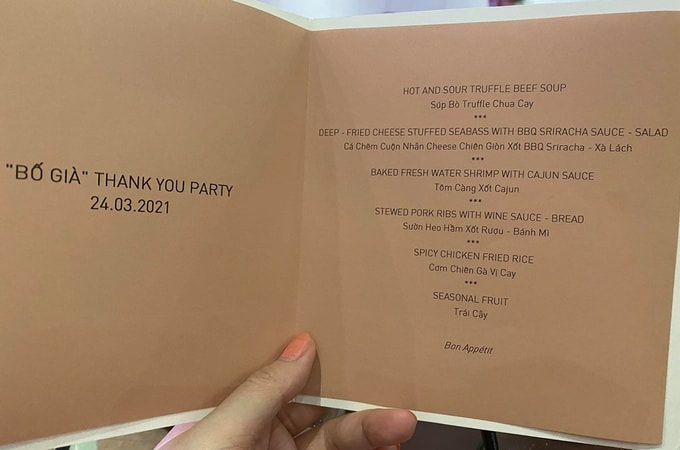 "BỐ GIÀ" THANK YOU PARTY
24.03.2021
HOT AND SOUR TRUFFLE BEEF SOUP
Súp Bò Truffle Chua Cay
***
DEEP - FRIED CHEESE STUFFED SEABASS WITH BBQ SRIRACHA SAUCE - SALAD
Cá Chẽm Cuộn Nhân Cheese Chiên Giòn Xốt BBQ Sriracha - Xà Lách
***
BAKED FRESH WATER SHRIMP WITH CAJUN SAUCE
Tôm Càng Xốt Cajun
***
STEWED PORK RIBS WITH WINE SAUCE - BREAD
Sườn Heo Hầm Xốt Rượu - Bánh Mì
***
SPICY CHICKEN FRIED RICE
Cơm Chiên Gà Vị Cay
***
SEASONAL FRUIT
Trái Cây
Bon Appétit